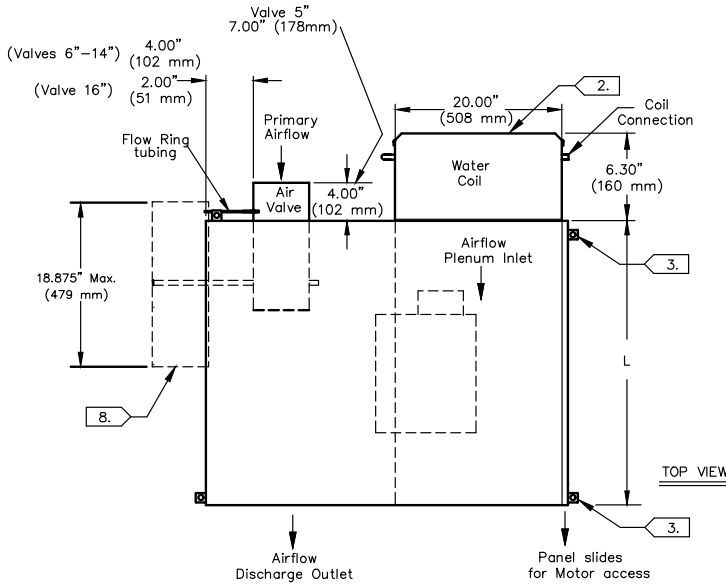 Valve 5"
7.00" (178mm)
(Valves 6"-14") 4.00"
(102 mm)
(Valve 16") 2.00"
(51 mm)
Flow Ring
tubing
Primary
Airflow
Air
Valve
4.00"
(102 mm)
20.00"
(508 mm)
2.
Coil
Connection
Water
Coil
6.30"
(160 mm)
Airflow
Plenum Inlet
3.
18.875" Max.
(479 mm)
L
8.
TOP VIEW
3.
Airflow
Discharge Outlet
Panel slides
for Motor access